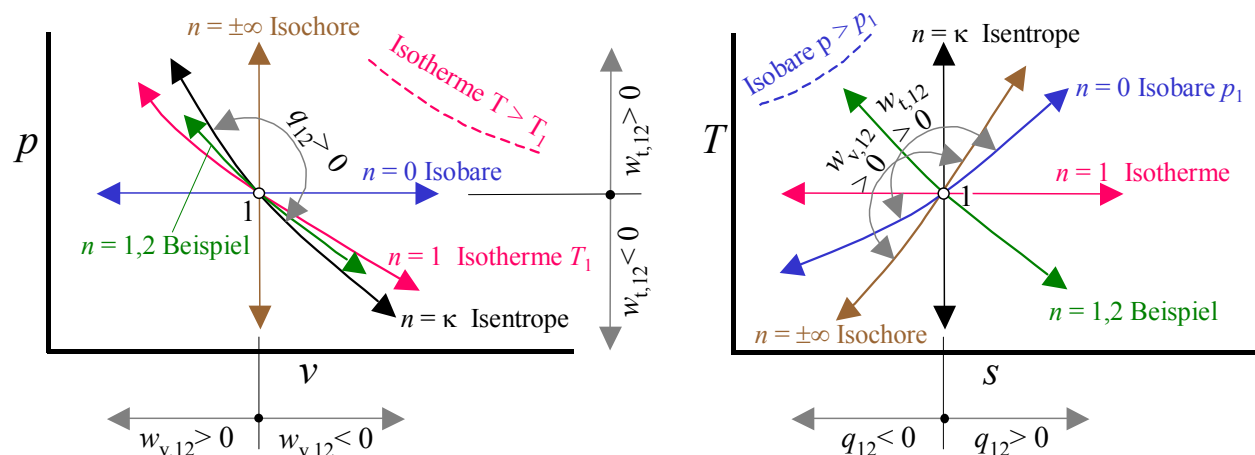 n = ±∞ Isochore
Isotherme T > T1
p
q12>0
n = 0 Isobare
1
n = 1,2 Beispiel
n = 1 Isotherme T1
n = κ Isentrope
v
wt,12>0
wt,12<0
wv,12> 0
wv,12< 0
Isobare p > p1
n = κ Isentrope
T
wv,12
> 0
wt,12
> 0
n = 0 Isobare p1
n = 1 Isotherme
1
n = 1,2 Beispiel
n = ±∞ Isochore
s
q12< 0
q12> 0